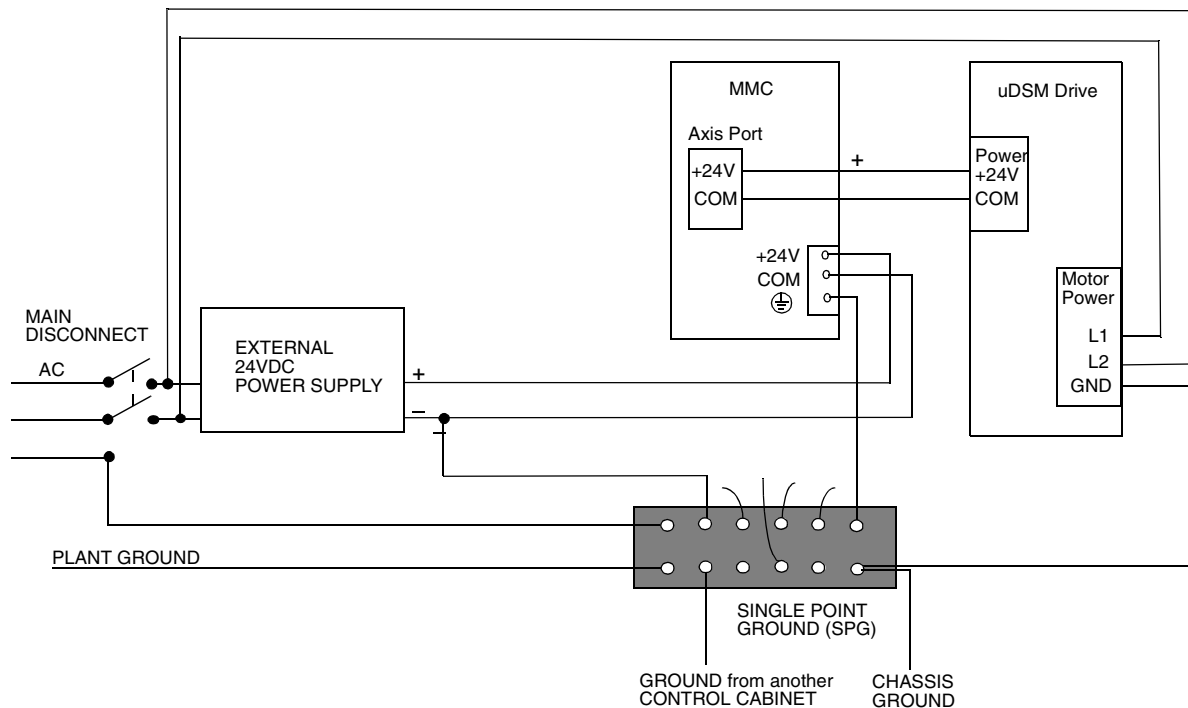 MMC
uDSM Drive
Axis Port
+24V
COM
+
Power
+24V
COM
+24V
COM
Motor
Power
L1
L2
GND
MAIN
DISCONNECT
AC
EXTERNAL
24VDC
POWER SUPPLY
+
–
–
PLANT GROUND
SINGLE POINT
GROUND (SPG)
GROUND from another
CONTROL CABINET
CHASSIS
GROUND